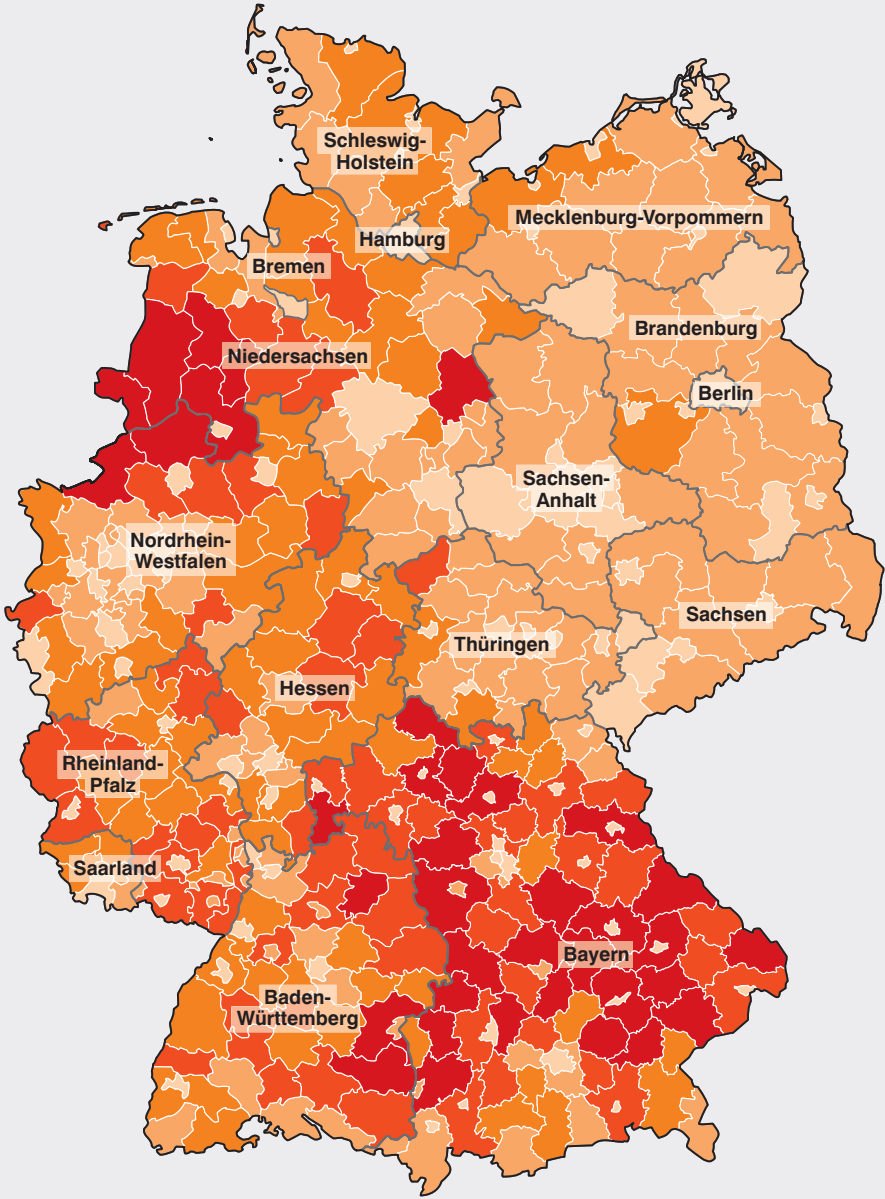 Schleswig-
Holstein
Mecklenburg-Vorpommern
Hamburg
Bremen
Brandenburg
Niedersachsen
Berlin
Sachsen-
Anhalt
Nordrhein-
Westfalen
Sachsen
Thüringen
Hessen
Rheinland-
Pfalz
Saarland
Bayern
Baden-
Württemberg